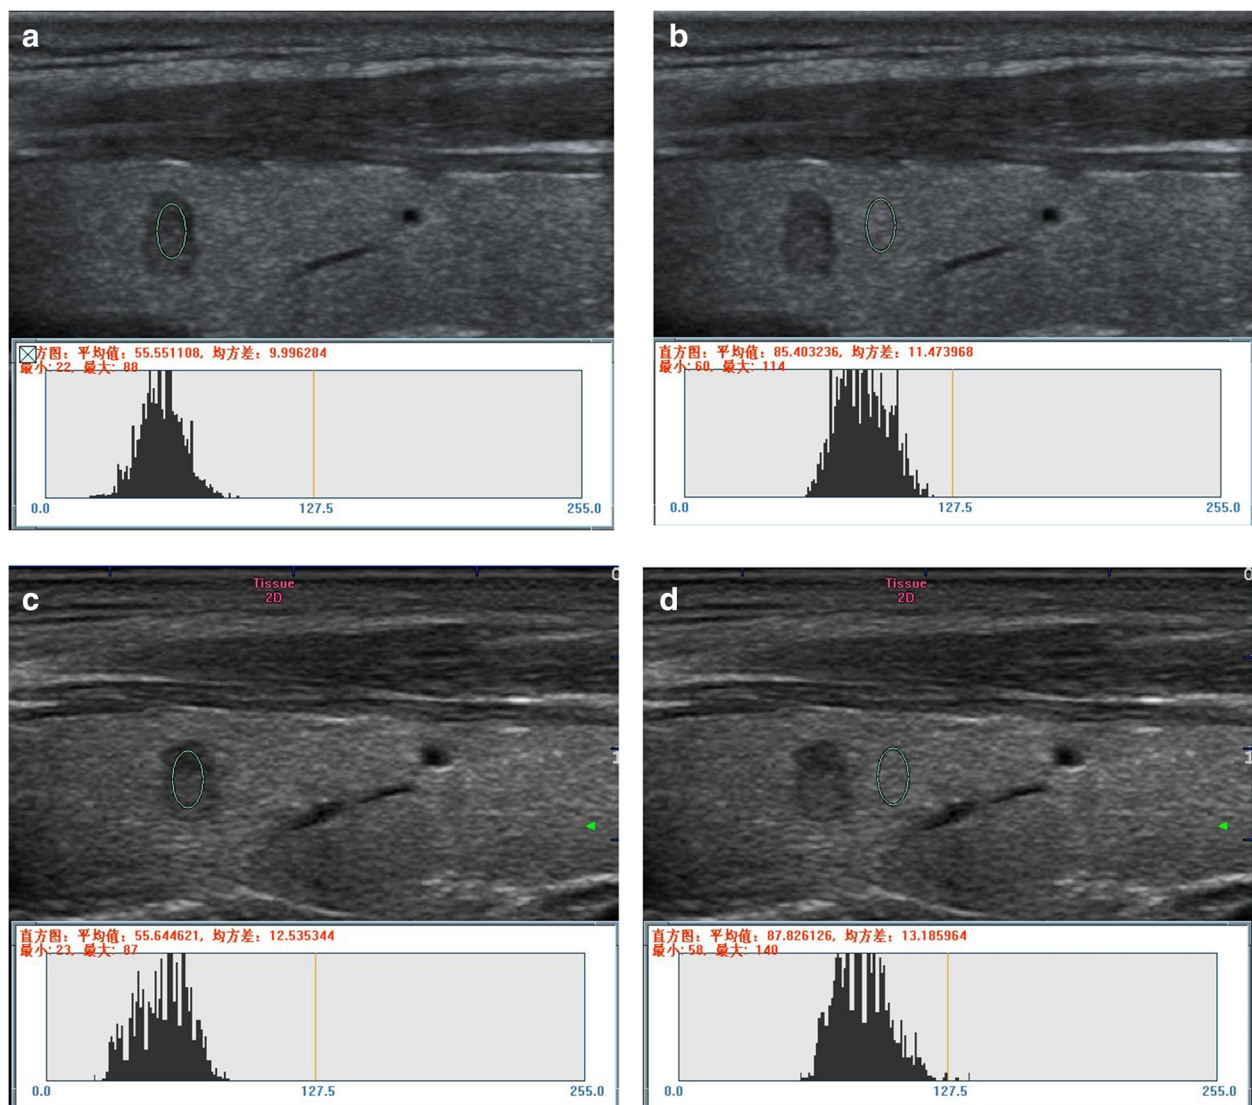 a
方图: 平均值: 55.551108, 均方差: 9.996284
最小: 22, 最大: 88
0.0 127.5 255.0
b
直方图: 平均值: 85.403236, 均方差: 11.473968
最小: 60, 最大: 114
0.0 127.5 255.0
c
Tissue
2D
0
1
直方图: 平均值: 55.644621, 均方差: 12.535344
最小: 23, 最大: 87
0.0 127.5 255.0
d
Tissue
2D
0
1
直方图: 平均值: 87.826126, 均方差: 13.185964
最小: 58, 最大: 140
0.0 127.5 255.0